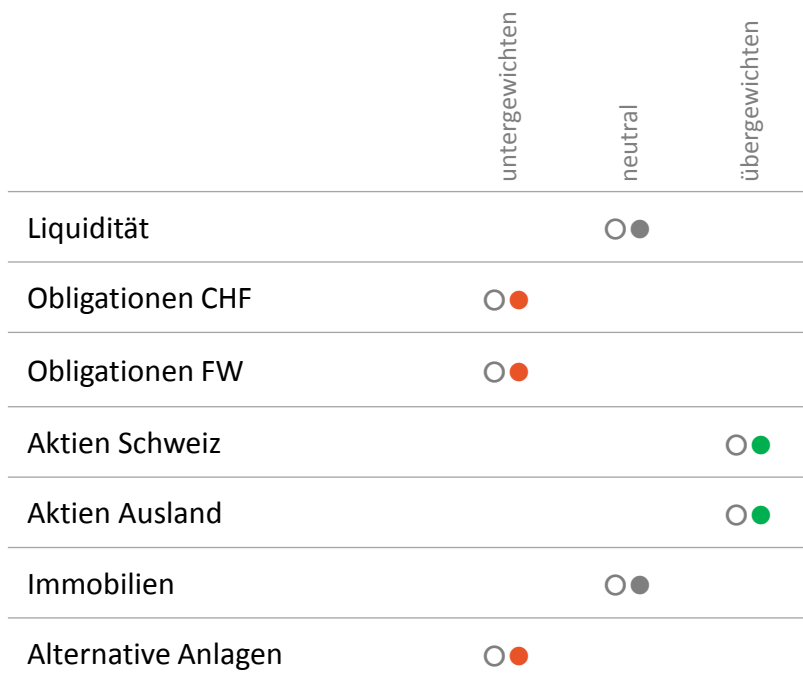 untergewichten
neutral
übergewichten
Liquidität
Obligationen CHF
Obligationen FW
Aktien Schweiz
Aktien Ausland
Immobilien
Alternative Anlagen